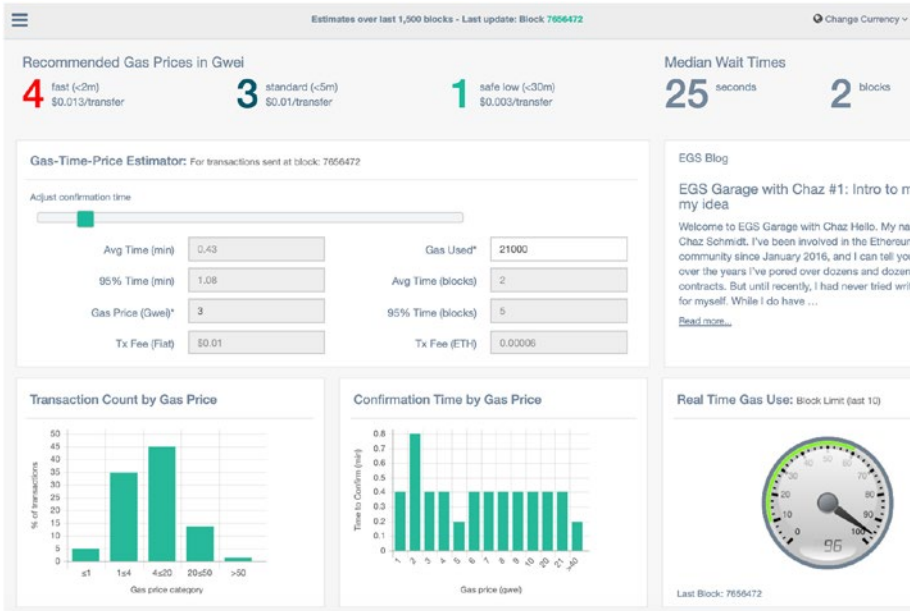 Estimates over last 1,500 blocks - Last update: Block 7656472
Change Currency
Recommended Gas Prices in Gwei
4 fast (<2m)
$0.013/transfer
3 standard (<5m)
$0.01/transfer
1 safe low (<30m)
$0.003/transfer
Median Wait Times
25 seconds
2 blocks
Gas-Time-Price Estimator: For transactions sent at block: 7656472
Adjust confirmation time
Avg Time (min) 0.43
Gas Used* 21000
95% Time (min) 1.08
Avg Time (blocks) 2
Gas Price (Gwei)* 3
95% Time (blocks) 5
Tx Fee (Fiat) $0.01
Tx Fee (ETH) 0.00006
EGS Blog
EGS Garage with Chaz #1: Intro to m
my idea
Welcome to EGS Garage with Chaz Hello. My na
Chaz Schmidt. I've been involved in the Ethereum
community since January 2016, and I can tell you
over the years I've pored over dozens and dozen
contracts. But until recently, I had never tried writ
for myself. While I do have ...
Read more...
Transaction Count by Gas Price
% of transactions
50
45
40
35
30
25
20
15
10
5
0
≤1 1≤4 4≤20 20≤50 >50
Gas price category
Confirmation Time by Gas Price
Time to Confirm (min)
0.8
0.6
0.5
0.4
0.3
0.2
0.1
0
1 2 3 4 5 6 7 8 9 10 20 21 >40
Gas price (gwei)
Real Time Gas Use: Block Limit (last 10)
0 10 20 30 40 50 60 70 80 90 100
96
Last Block: 7656472